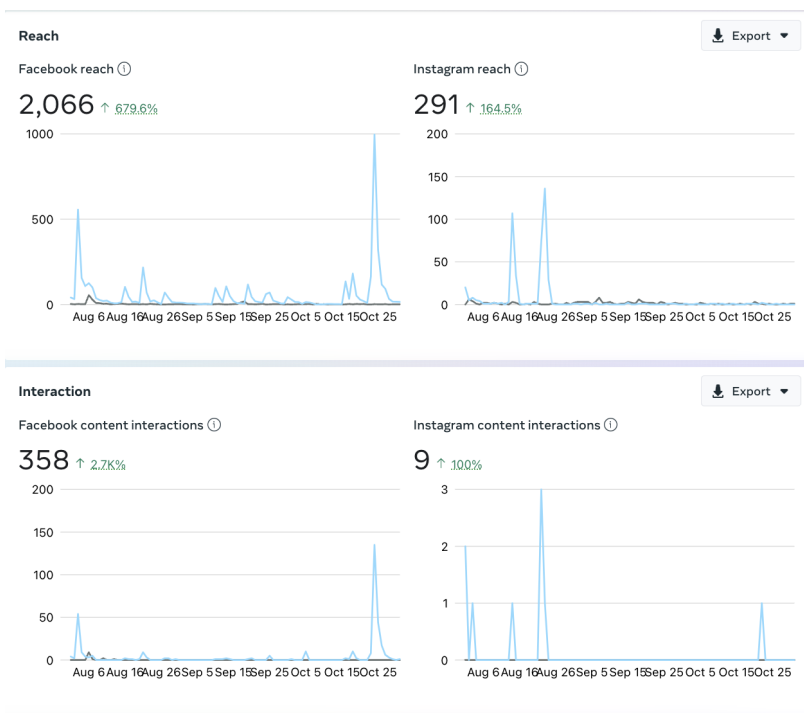 Reach
Export
Facebook reach
2,066 ↑ 679.6%
1000
500
0
Aug 6 Aug 16 Aug 26 Sep 5 Sep 15 Sep 25 Oct 5 Oct 15 Oct 25
Instagram reach
291 ↑ 164.5%
200
150
100
50
0
Aug 6 Aug 16 Aug 26 Sep 5 Sep 15 Sep 25 Oct 5 Oct 15 Oct 25
Interaction
Export
Facebook content interactions
358 ↑ 2.7K%
200
150
100
50
0
Aug 6 Aug 16 Aug 26 Sep 5 Sep 15 Sep 25 Oct 5 Oct 15 Oct 25
Instagram content interactions
9 ↑ 100%
3
2
1
0
Aug 6 Aug 16 Aug 26 Sep 5 Sep 15 Sep 25 Oct 5 Oct 15 Oct 25